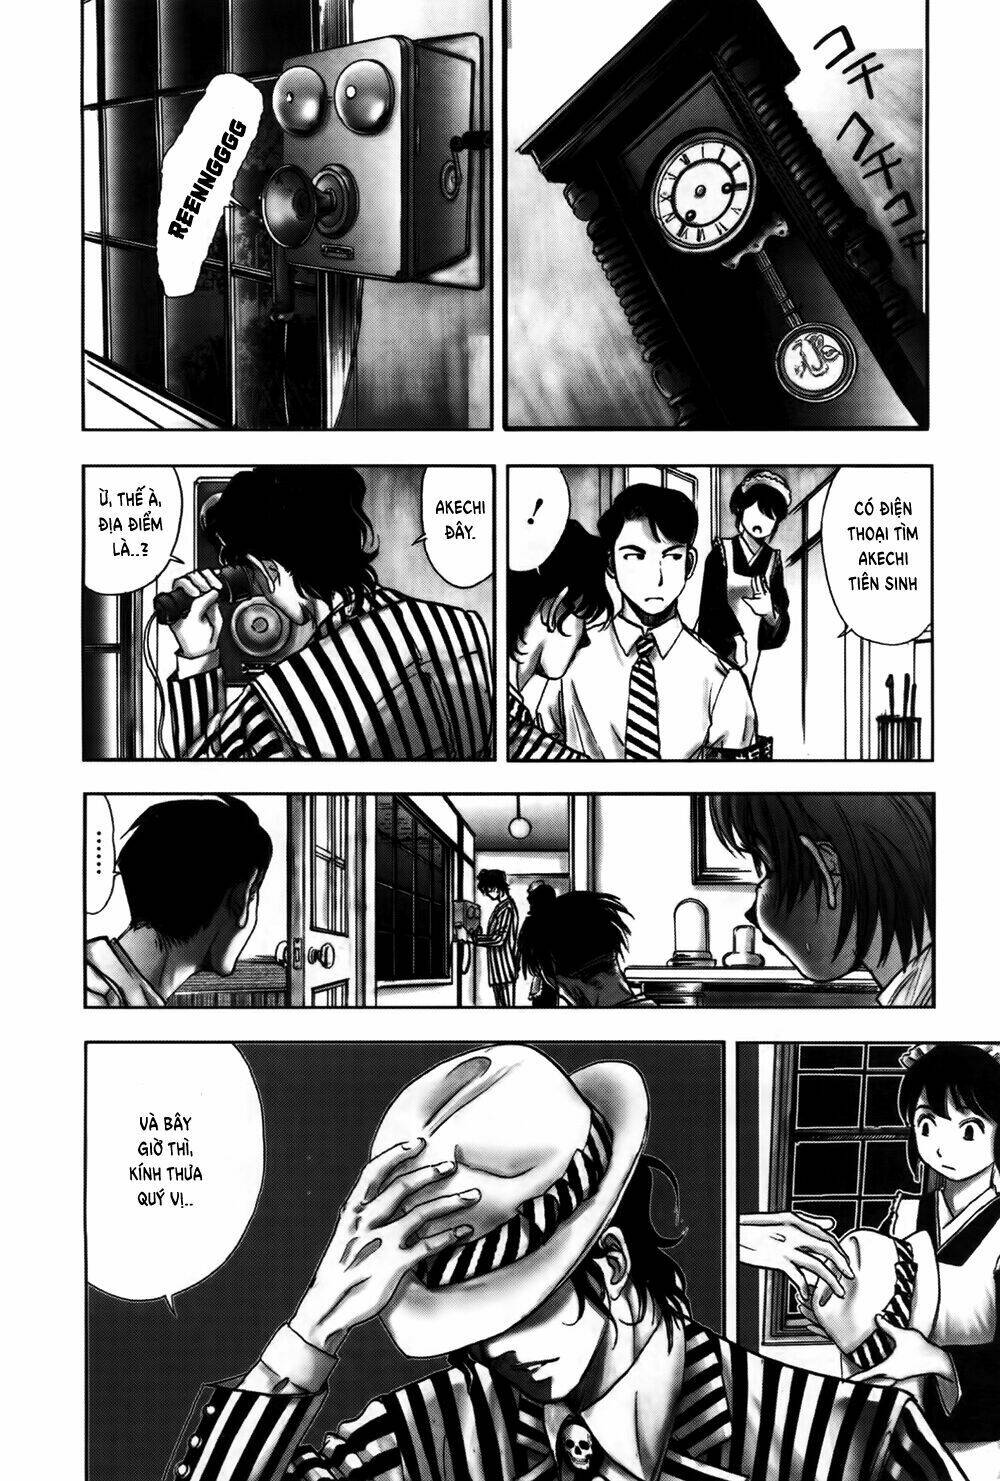 コチ
コチ
コチ
REENNGGGG
CÓ ĐIỆN
THOẠI TÌM
AKECHI
TIÊN SINH
!
AKECHI
ĐÂY.
Ừ, THẾ À,
ĐỊA ĐIỂM
LÀ..?
........
VÀ BÂY
GIỜ THÌ,
KÍNH THƯA
QUÝ VỊ..